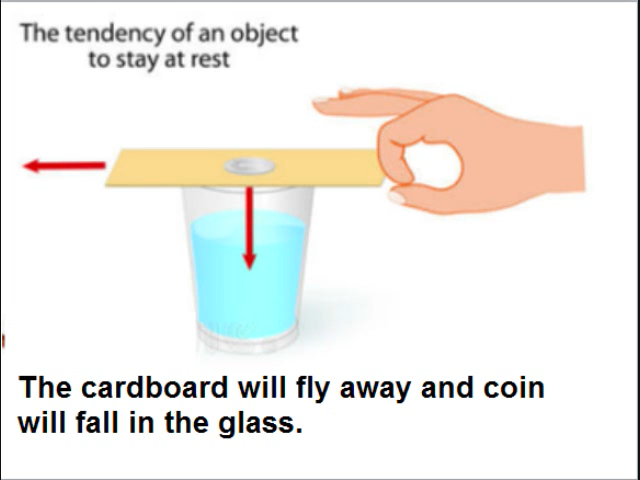 The tendency of an object
to stay at rest
The cardboard will fly away and coin
will fall in the glass.